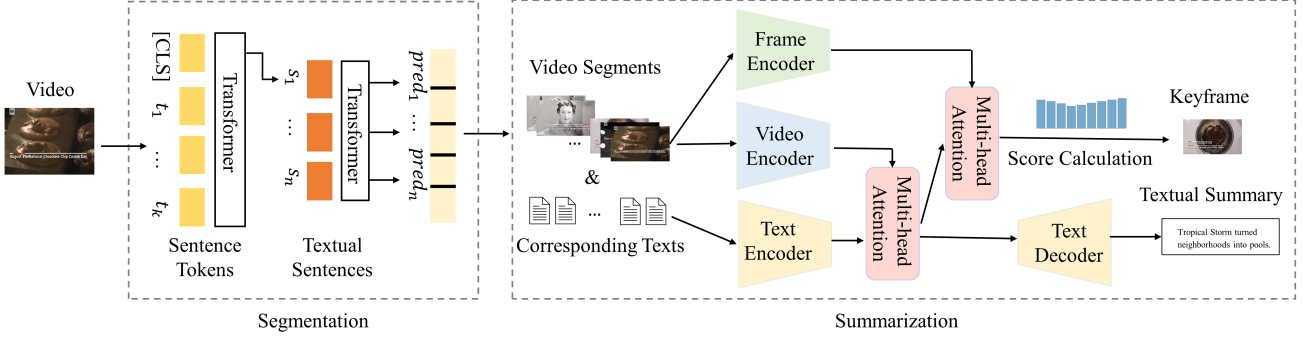 Video
[CLS]
t₁
...
tₖ
Transformer
Sentence
Tokens
s₁
...
sₙ
Transformer
Textual
Sentences
pred₁
...
predₙ
Segmentation
Video Segments
...
&
...
Corresponding Texts
Frame
Encoder
Video
Encoder
Text
Encoder
Multi-head
Attention
Multi-head
Attention
Score Calculation
Keyframe
Text
Decoder
Textual Summary
Tropical Storm turned
neighborhoods into pools.
Summarization